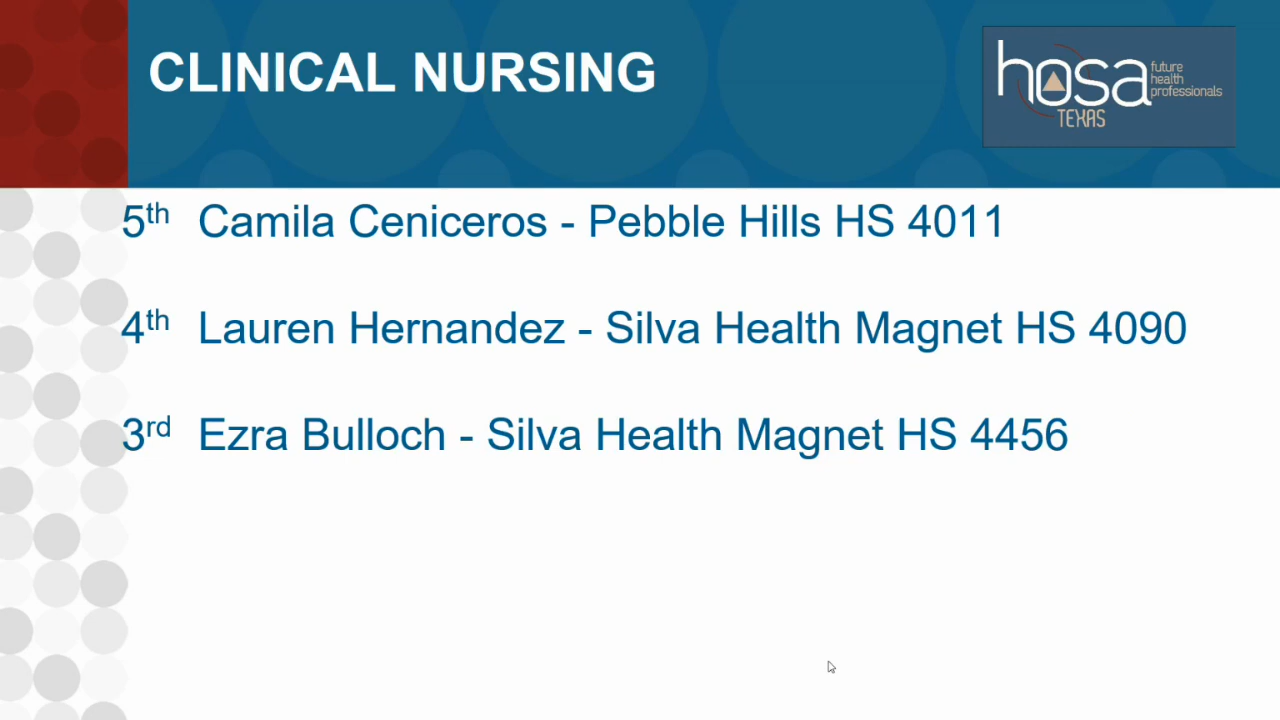 CLINICAL NURSING
hosa
future
health
professionals
TEXAS
5th Camila Ceniceros - Pebble Hills HS 4011
4th Lauren Hernandez - Silva Health Magnet HS 4090
3rd Ezra Bulloch - Silva Health Magnet HS 4456